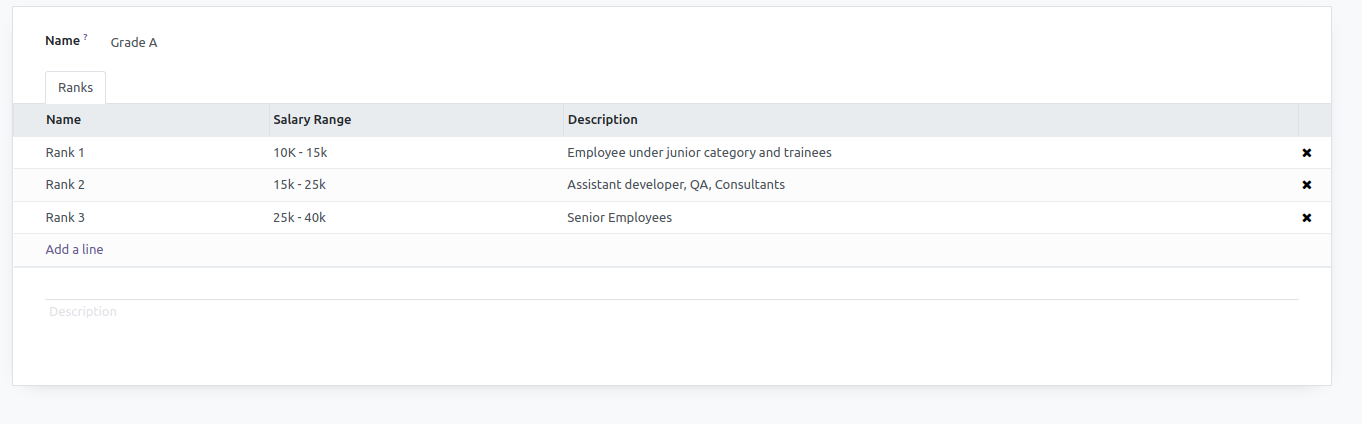 Name ? Grade A
Ranks
Name Salary Range Description
Rank 1 10K - 15k Employee under junior category and trainees
Rank 2 15k - 25k Assistant developer, QA, Consultants
Rank 3 25k - 40k Senior Employees
Add a line
Description